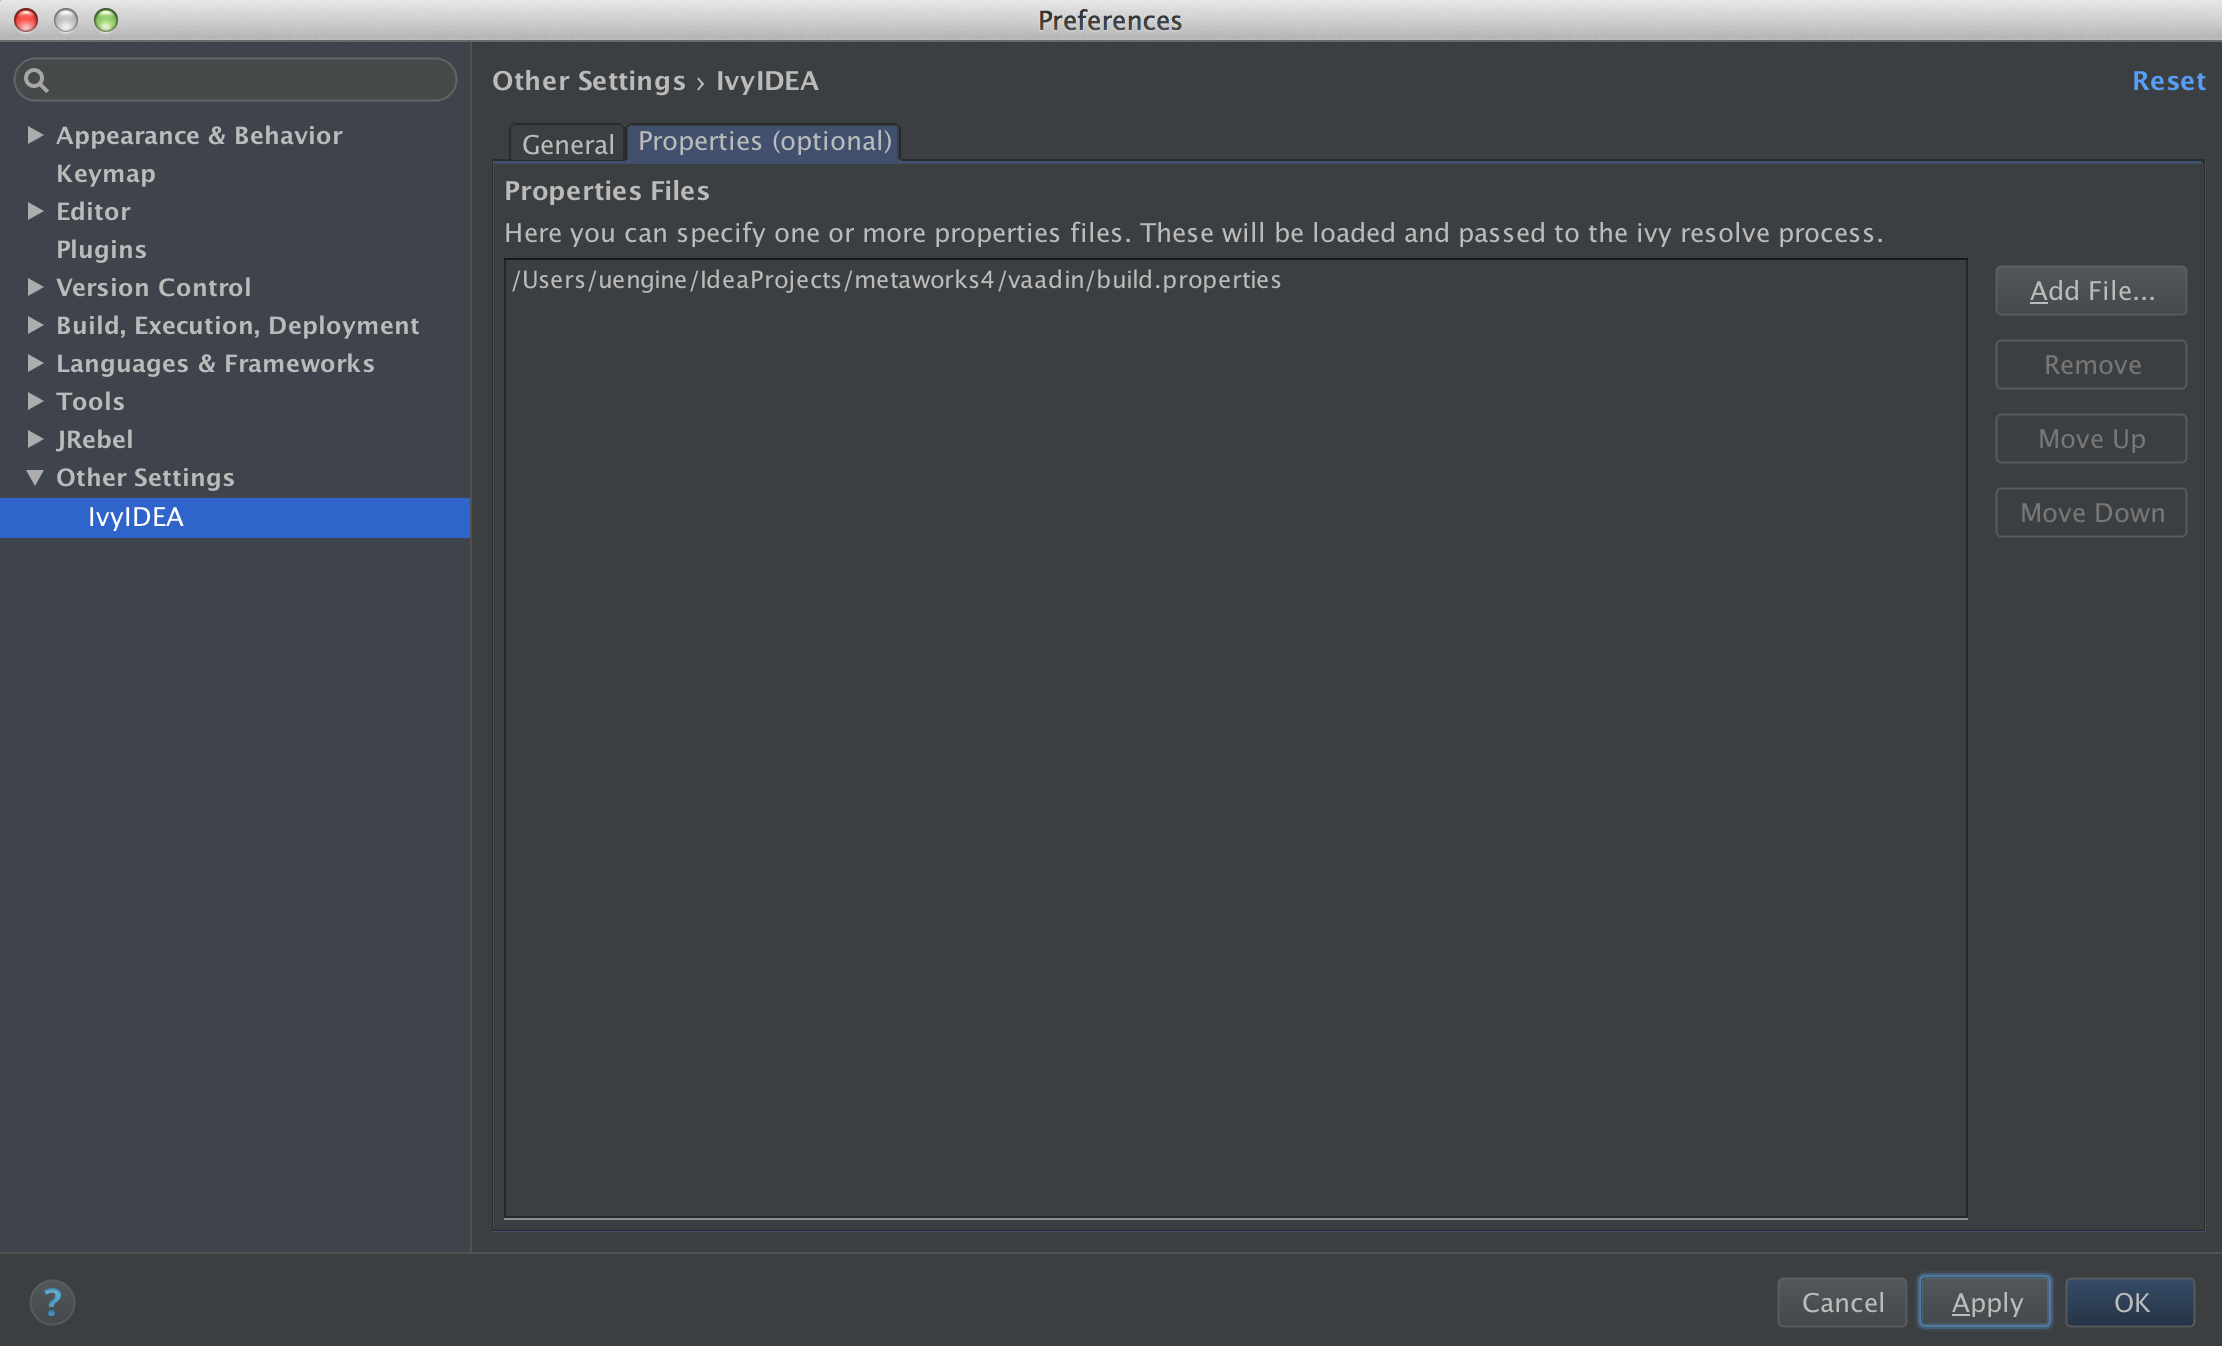 Preferences
Appearance & Behavior
Keymap
Editor
Plugins
Version Control
Build, Execution, Deployment
Languages & Frameworks
Tools
JRebel
Other Settings
IvyIDEA
Other Settings › IvyIDEA
Reset
General
Properties (optional)
Properties Files
Here you can specify one or more properties files. These will be loaded and passed to the ivy resolve process.
/Users/uengine/IdeaProjects/metaworks4/vaadin/build.properties
Add File...
Remove
Move Up
Move Down
?
Cancel
Apply
OK